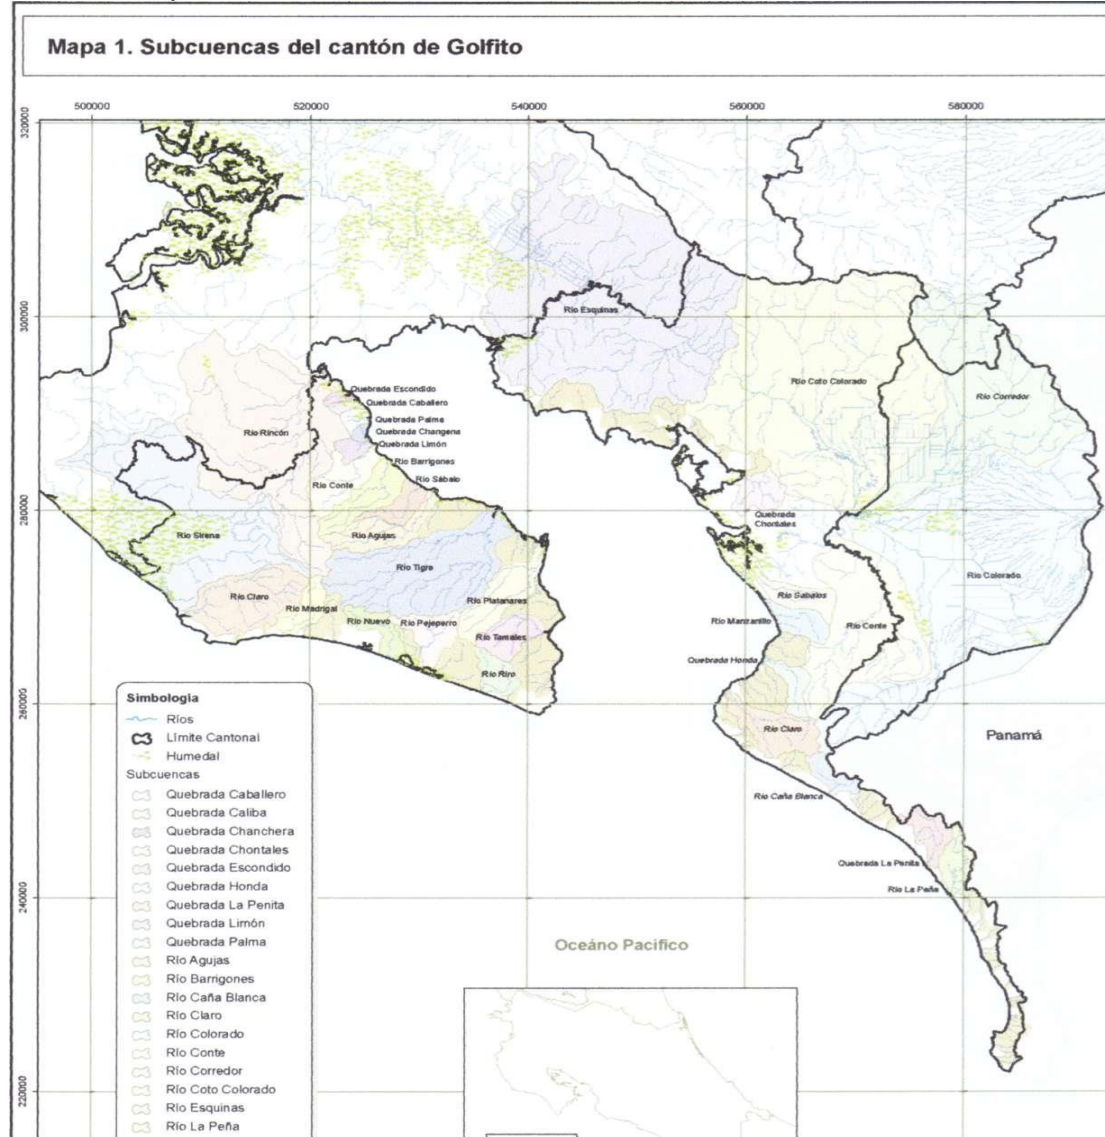 Mapa 1. Subcuencas del cantón de Golfito
500000 520000 540000 560000 580000
320000
300000
280000
260000
240000
220000
Río Esquinas
Río Coto Colorado
Río Corredor
Quebrada Escondido
Quebrada Caballero
Quebrada Palma
Quebrada Changena
Quebrada Limón
Río Rincón
Río Barrigones
Río Sábalo
Río Conte
Río Agujas
Río Sirena
Río Tigre
Quebrada
Chontales
Río Colorado
Río Claro
Río Madrigal
Río Nuevo
Río Pejeperro
Río Platanares
Río Tamales
Río Riro
Río Sabalos
Río Manzanillo
Río Conte
Quebrada Honda
Río Claro
Panamá
Río Caña Blanca
Quebrada La Penita
Río La Peña
Oceáno Pacífico
Simbología
Ríos
Límite Cantonal
Humedal
Subcuencas
Quebrada Caballero
Quebrada Caliba
Quebrada Chanchera
Quebrada Chontales
Quebrada Escondido
Quebrada Honda
Quebrada La Penita
Quebrada Limón
Quebrada Palma
Río Agujas
Río Barrigones
Río Caña Blanca
Río Claro
Río Colorado
Río Conte
Río Corredor
Río Coto Colorado
Río Esquinas
Río La Peña